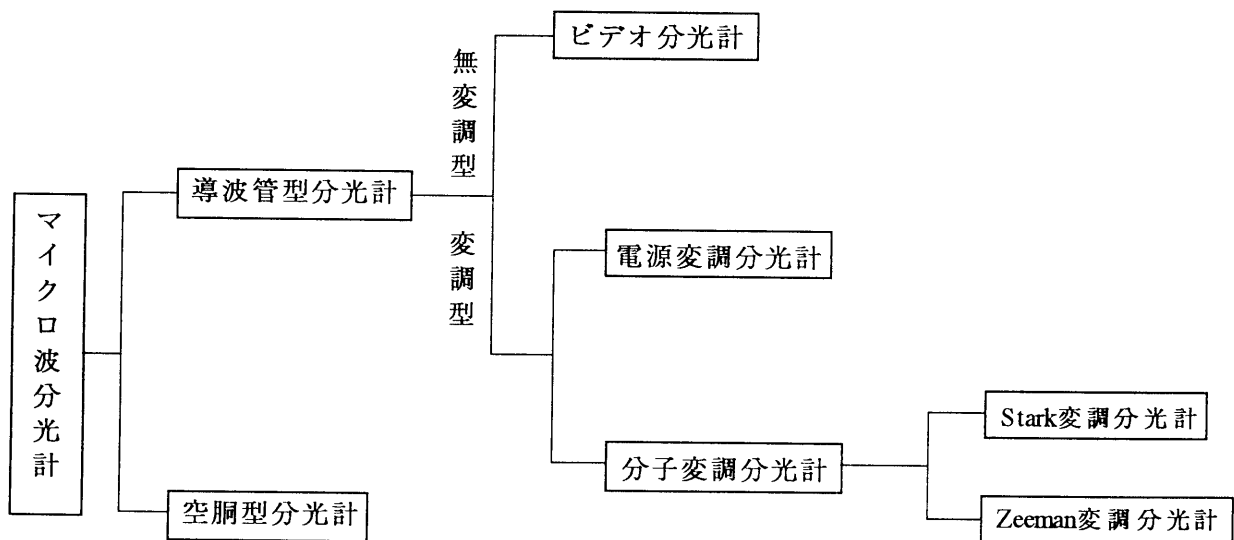 マイクロ波分光計
導波管型分光計
空胴型分光計
無変調型
変調型
ビデオ分光計
電源変調分光計
分子変調分光計
Stark変調分光計
Zeeman変調分光計